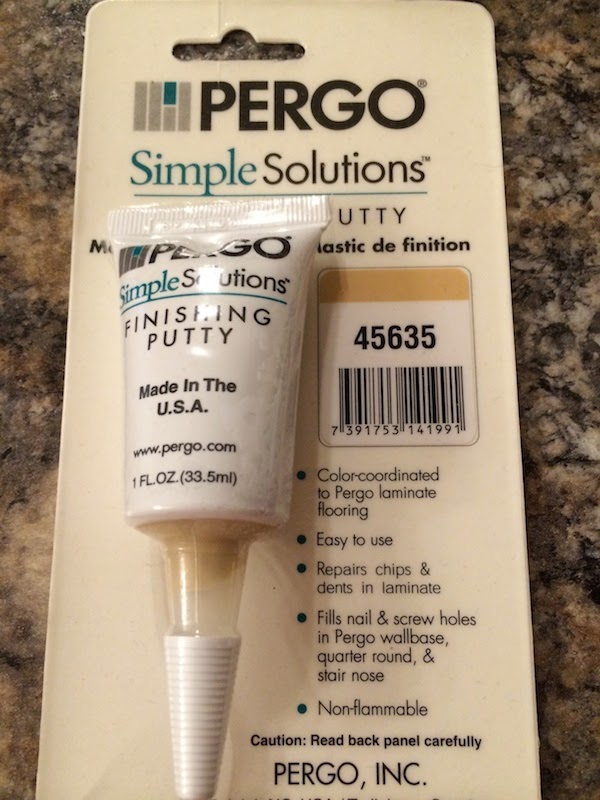 PERGO®
Simple Solutions™
UTTY
lastic de finition
PERGO
Simple Solutions
FINISHING
PUTTY
Made In The
U.S.A.
www.pergo.com
1 FL.OZ.(33.5ml)
45635
7 391753 141991
• Color-coordinated
to Pergo laminate
flooring
• Easy to use
• Repairs chips &
dents in laminate
• Fills nail & screw holes
in Pergo wallbase,
quarter round, &
stair nose
• Non-flammable
Caution: Read back panel carefully
PERGO, INC.